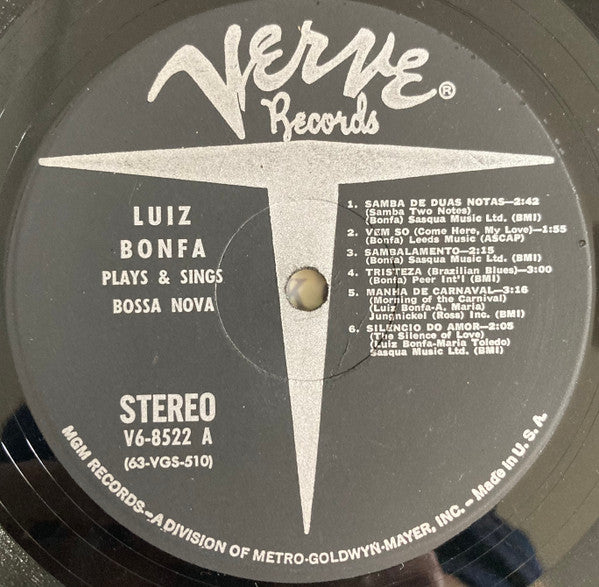 VERVE®
Records
LUIZ
BONFA
PLAYS & SINGS
BOSSA NOVA
STEREO
V6-8522 A
(63-VGS-510)
1. SAMBA DE DUAS NOTAS—2:42
(Samba Two Notes)
(Bonfa) Sasqua Music Ltd. (BMI)
2. VEM SO (Come Here, My Love)—1:55
(Bonfa) Leeds Music (ASCAP)
3. SAMBALAMENTO—2:15
(Bonfa) Sasqua Music Ltd. (BMI)
4. TRISTEZA (Brazilian Blues)—3:00
(Bonfa) Peer Int'l (BMI)
5. MANHA DE CARNAVAL—3:16
(Morning of the Carnival)
(Luiz Bonfa-A. Maria)
Jungnickel (Ross) Inc. (BMI)
6. SILENCIO DO AMOR—2:05
(The Silence of Love)
(Luiz Bonfa-Maria Toledo)
Sasqua Music Ltd. (BMI)
MGM RECORDS—A DIVISION OF METRO-GOLDWYN-MAYER, INC. – Made in U. S. A.